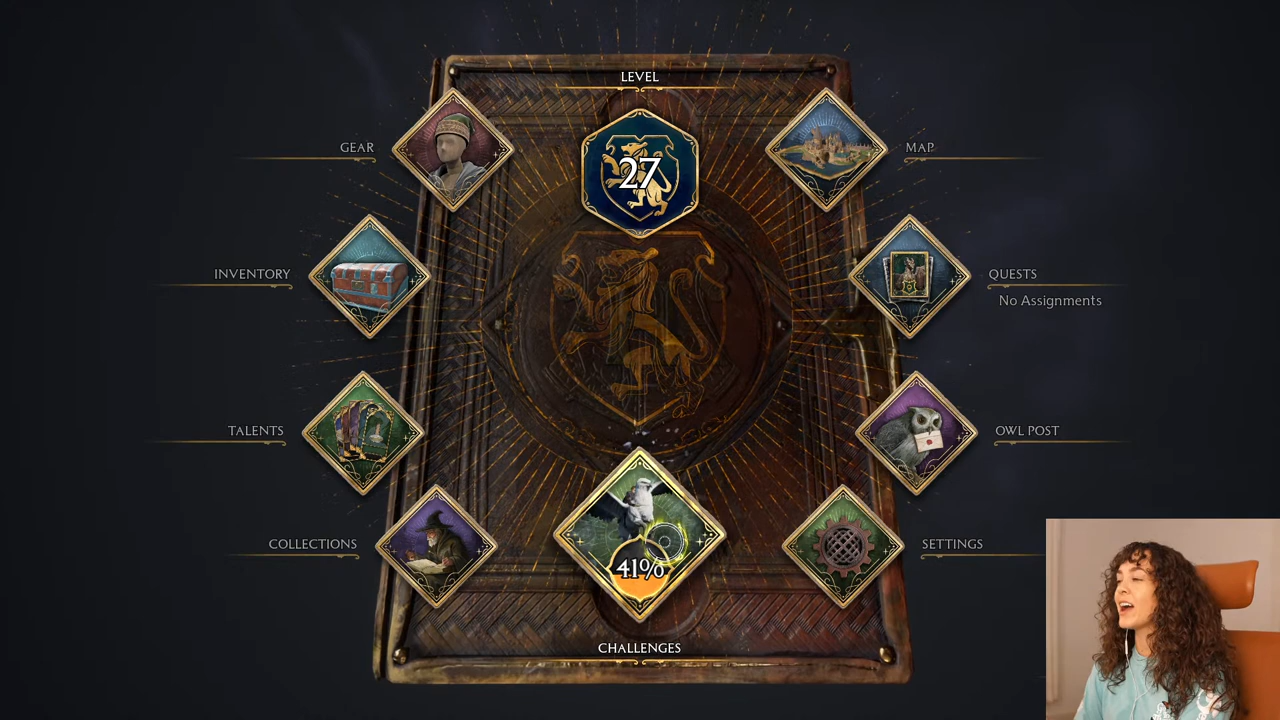 LEVEL
27
GEAR
MAP
INVENTORY
QUESTS
No Assignments
TALENTS
OWL POST
COLLECTIONS
SETTINGS
41%
CHALLENGES